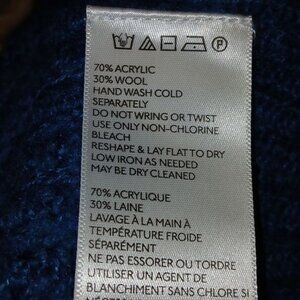 70% ACRYLIC
30% WOOL
HAND WASH COLD
SEPARATELY
DO NOT WRING OR TWIST
USE ONLY NON-CHLORINE
BLEACH
RESHAPE & LAY FLAT TO DRY
LOW IRON AS NEEDED
MAY BE DRY CLEANED
70% ACRYLIQUE
30% LAINE
LAVAGE À LA MAIN À
TEMPÉRATURE FROIDE
SÉPARÉMENT
NE PAS ESSORER OU TORDRE
UTILISER UN AGENT DE
BLANCHIMENT SANS CHLORE SI